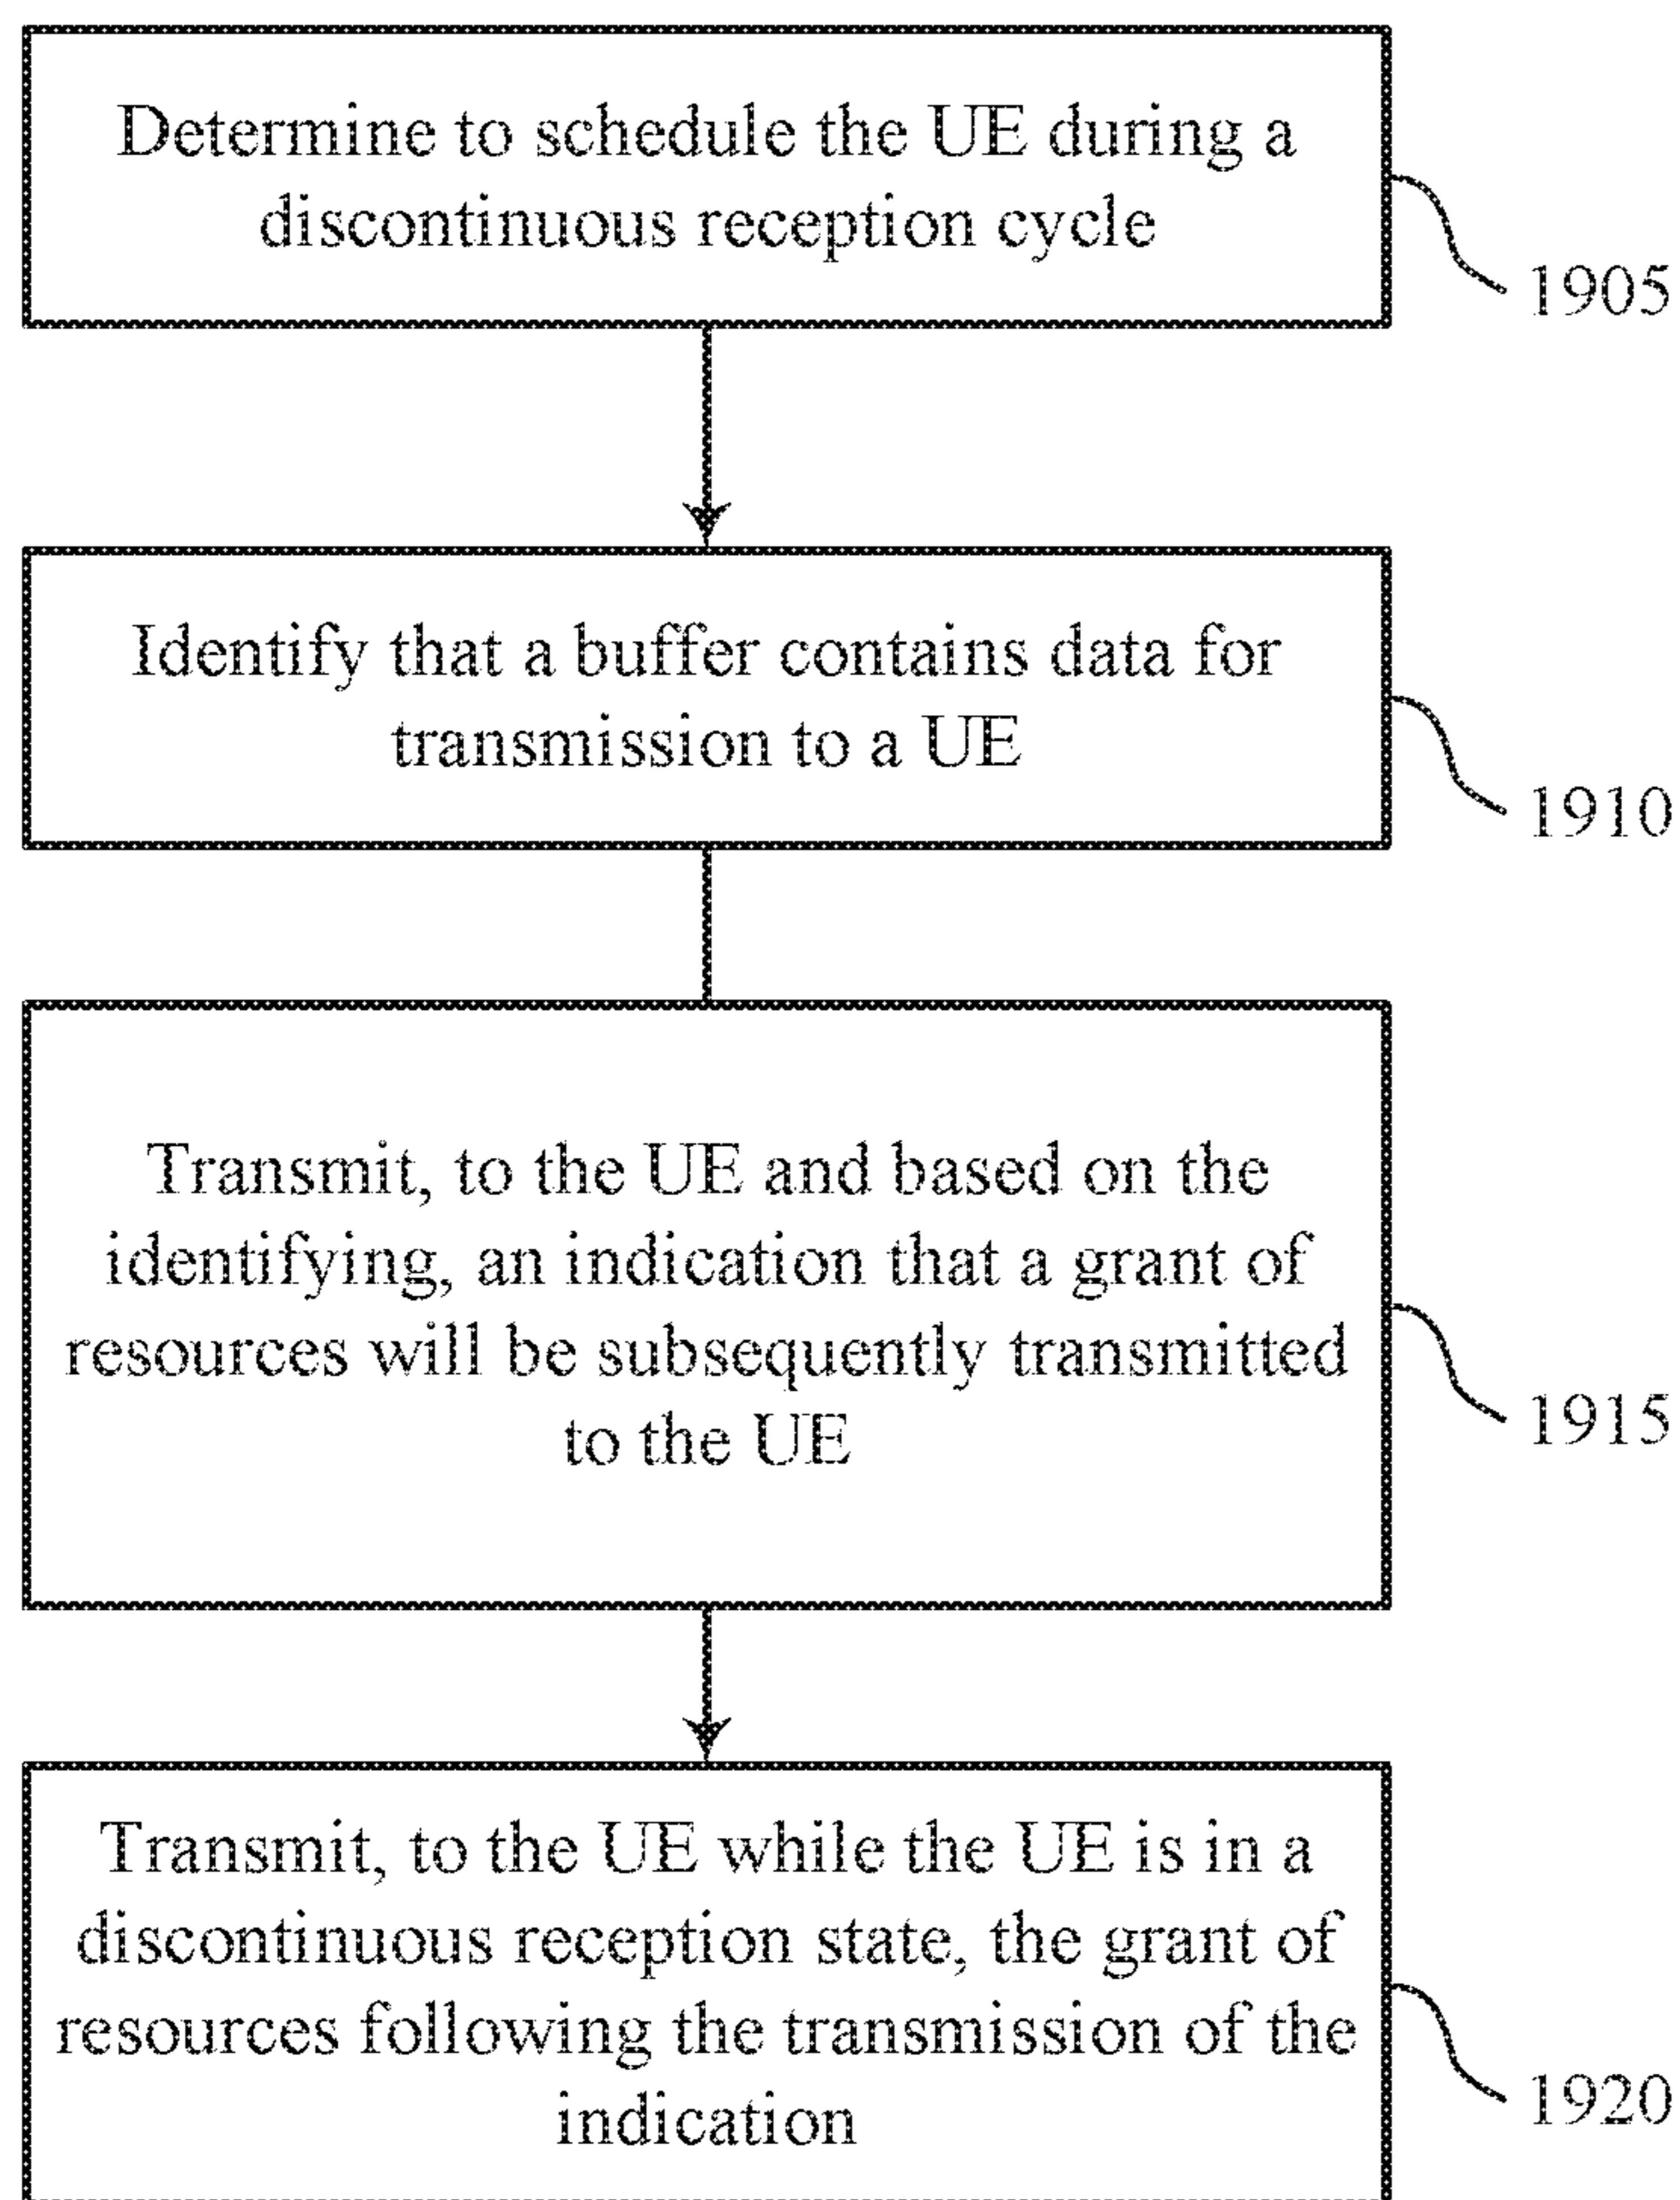 Determine to schedule the UE during a
discontinuous reception cycle
1905
Identify that a buffer contains data for
transmission to a UE
1910
Transmit, to the UE and based on the
identifying, an indication that a grant of
resources will be subsequently transmitted
to the UE
1915
Transmit, to the UE while the UE is in a
discontinuous reception state, the grant of
resources following the transmission of the
indication
1920